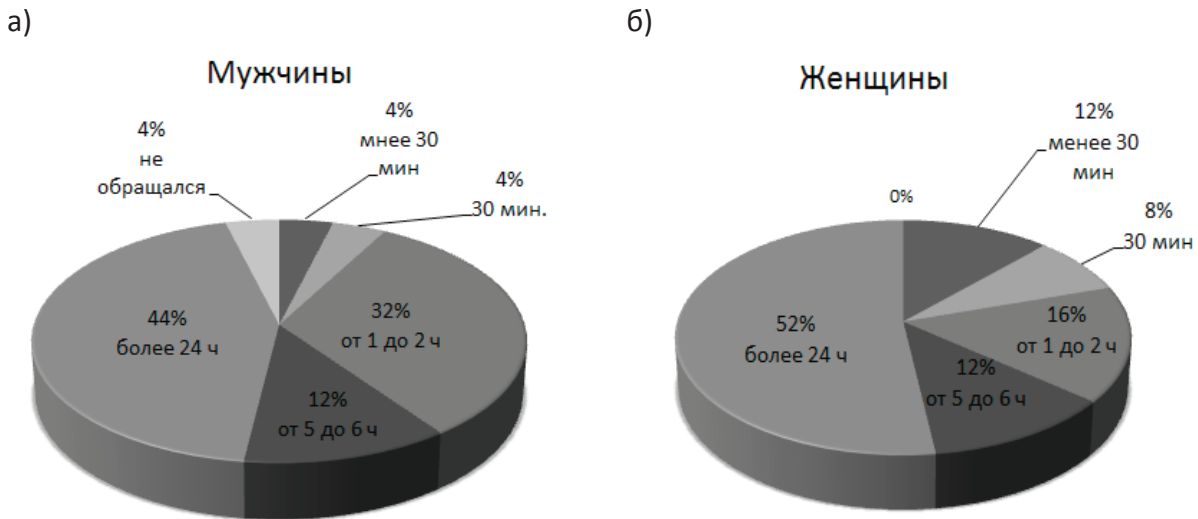 а)
Мужчины
4%
не
обращался
4%
мнее 30
мин
4%
30 мин.
32%
от 1 до 2 ч
12%
от 5 до 6 ч
44%
более 24 ч
б)
Женщины
0%
12%
менее 30
мин
8%
30 мин
16%
от 1 до 2 ч
12%
от 5 до 6 ч
52%
более 24 ч